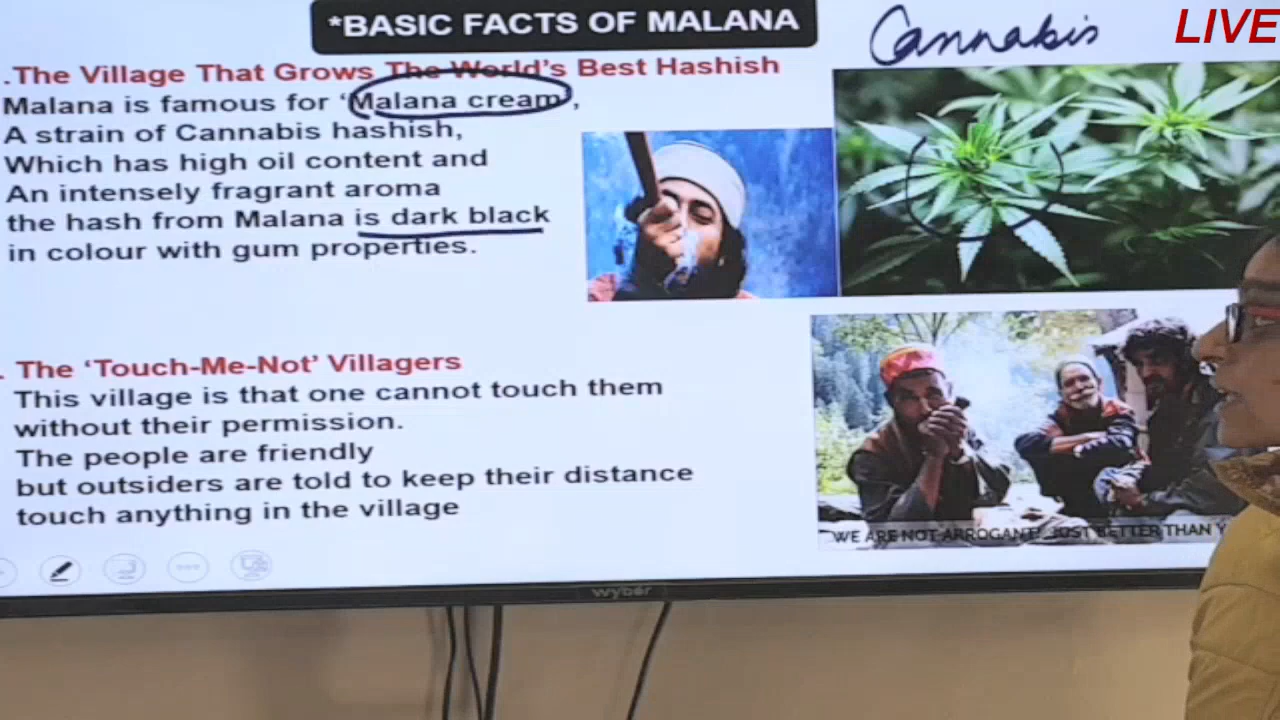 *BASIC FACTS OF MALANA
Cannabis
LIVE
.The Village That Grows The World's Best Hashish
Malana is famous for ‘Malana cream’,
A strain of Cannabis hashish,
Which has high oil content and
An intensely fragrant aroma
the hash from Malana is dark black
in colour with gum properties.
. The ‘Touch-Me-Not’ Villagers
This village is that one cannot touch them
without their permission.
The people are friendly
but outsiders are told to keep their distance
touch anything in the village
WE ARE NOT ARROGANT! JUST BETTER THAN Y
wyber